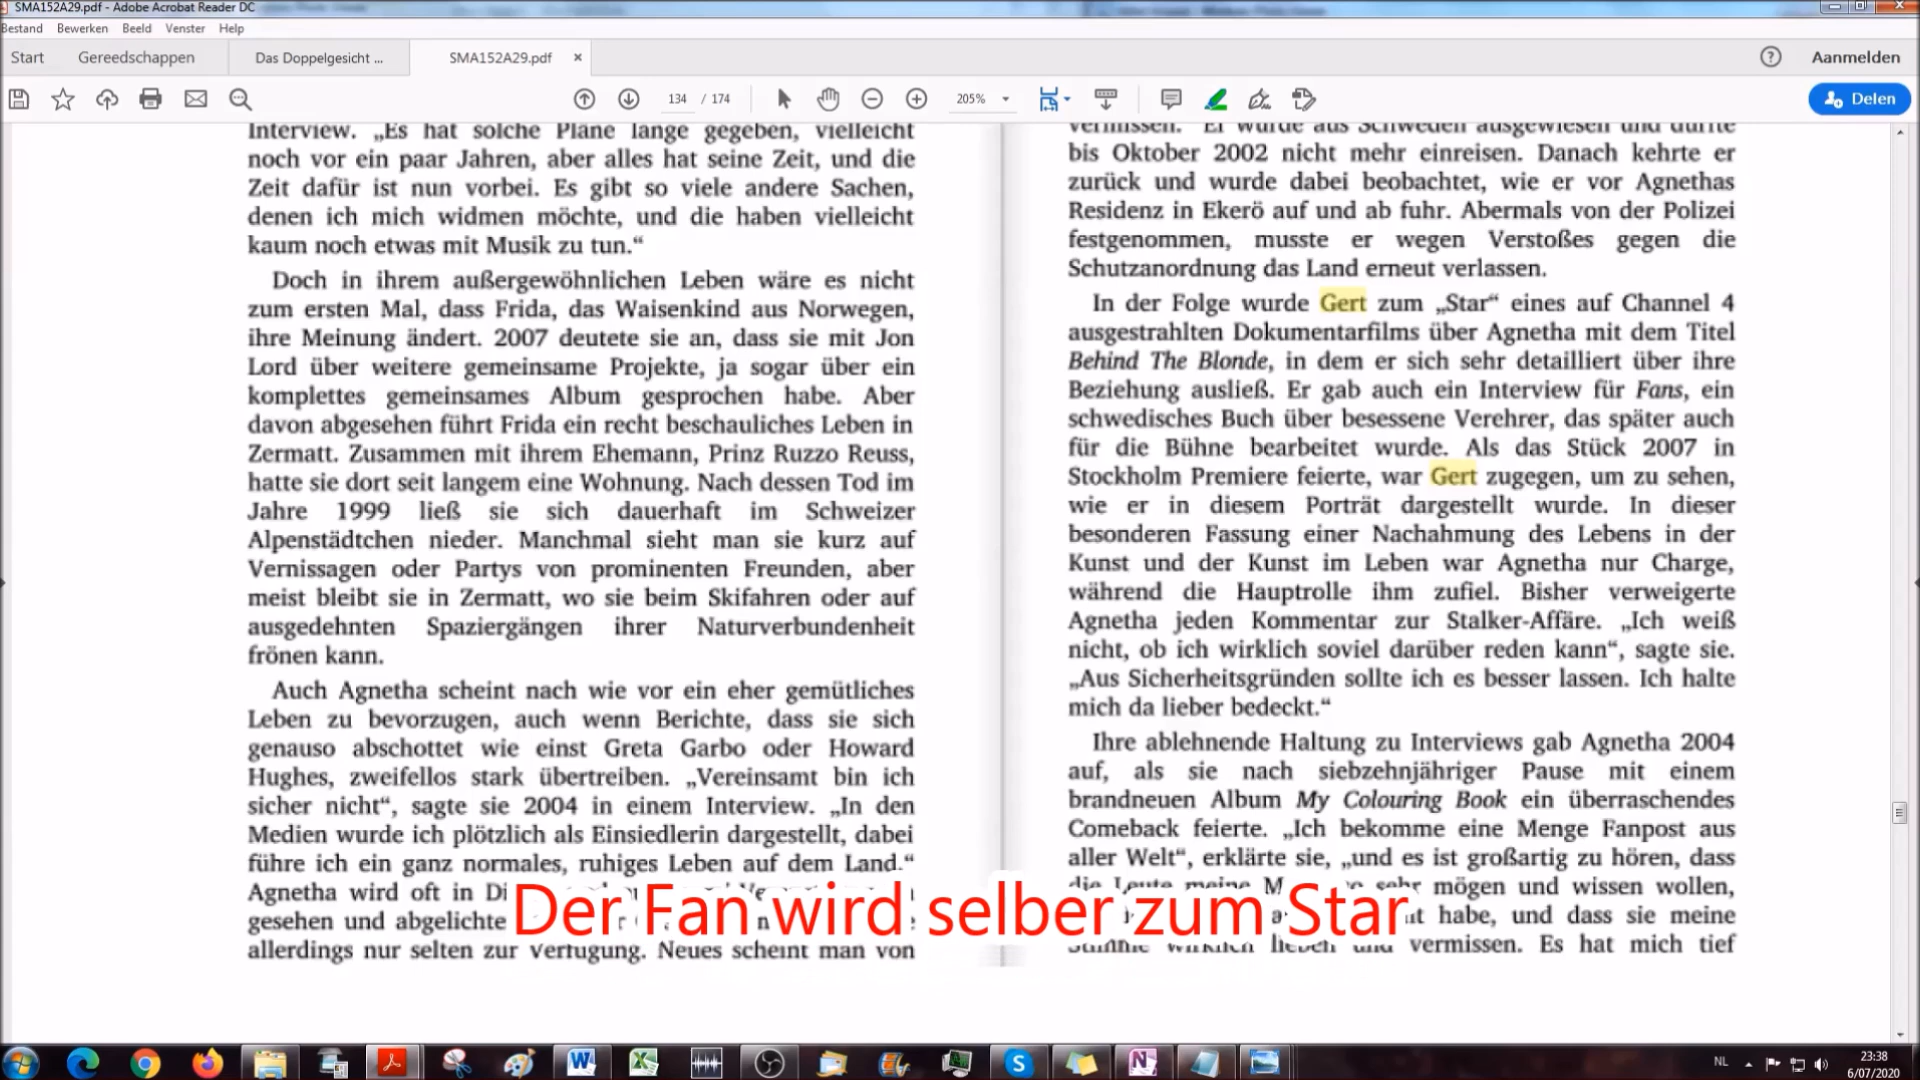 SMA152A29.pdf - Adobe Acrobat Reader DC
Bestand Bewerken Beeld Venster Help
Start Gereedschappen Das Doppelgesicht ... SMA152A29.pdf × Aanmelden
134 / 174 205% Delen
Interview. „Es hat solche Pläne lange gegeben, vielleicht
noch vor ein paar Jahren, aber alles hat seine Zeit, und die
Zeit dafür ist nun vorbei. Es gibt so viele andere Sachen,
denen ich mich widmen möchte, und die haben vielleicht
kaum noch etwas mit Musik zu tun.“
Doch in ihrem außergewöhnlichen Leben wäre es nicht
zum ersten Mal, dass Frida, das Waisenkind aus Norwegen,
ihre Meinung ändert. 2007 deutete sie an, dass sie mit Jon
Lord über weitere gemeinsame Projekte, ja sogar über ein
komplettes gemeinsames Album gesprochen habe. Aber
davon abgesehen führt Frida ein recht beschauliches Leben in
Zermatt. Zusammen mit ihrem Ehemann, Prinz Ruzzo Reuss,
hatte sie dort seit langem eine Wohnung. Nach dessen Tod im
Jahre 1999 ließ sie sich dauerhaft im Schweizer
Alpenstädtchen nieder. Manchmal sieht man sie kurz auf
Vernissagen oder Partys von prominenten Freunden, aber
meist bleibt sie in Zermatt, wo sie beim Skifahren oder auf
ausgedehnten Spaziergängen ihrer Naturverbundenheit
frönen kann.
Auch Agnetha scheint nach wie vor ein eher gemütliches
Leben zu bevorzugen, auch wenn Berichte, dass sie sich
genauso abschottet wie einst Greta Garbo oder Howard
Hughes, zweifellos stark übertreiben. „Vereinsamt bin ich
sicher nicht“, sagte sie 2004 in einem Interview. „In den
Medien wurde ich plötzlich als Einsiedlerin dargestellt, dabei
führe ich ein ganz normales, ruhiges Leben auf dem Land.“
Agnetha wird oft in
gesehen und abgelichte
allerdings nur selten zur Verfügung. Neues scheint man von
vermissen.“ Er wurde aus Schweden ausgewiesen und durfte
bis Oktober 2002 nicht mehr einreisen. Danach kehrte er
zurück und wurde dabei beobachtet, wie er vor Agnethas
Residenz in Ekerö auf und ab fuhr. Abermals von der Polizei
festgenommen, musste er wegen Verstoßes gegen die
Schutzanordnung das Land erneut verlassen.
In der Folge wurde Gert zum „Star“ eines auf Channel 4
ausgestrahlten Dokumentarfilms über Agnetha mit dem Titel
Behind The Blonde, in dem er sich sehr detailliert über ihre
Beziehung ausließ. Er gab auch ein Interview für Fans, ein
schwedisches Buch über besessene Verehrer, das später auch
für die Bühne bearbeitet wurde. Als das Stück 2007 in
Stockholm Premiere feierte, war Gert zugegen, um zu sehen,
wie er in diesem Porträt dargestellt wurde. In dieser
besonderen Fassung einer Nachahmung des Lebens in der
Kunst und der Kunst im Leben war Agnetha nur Charge,
während die Hauptrolle ihm zufiel. Bisher verweigerte
Agnetha jeden Kommentar zur Stalker-Affäre. „Ich weiß
nicht, ob ich wirklich soviel darüber reden kann“, sagte sie.
„Aus Sicherheitsgründen sollte ich es besser lassen. Ich halte
mich da lieber bedeckt.“
Ihre ablehnende Haltung zu Interviews gab Agnetha 2004
auf, als sie nach siebzehnjähriger Pause mit einem
brandneuen Album My Colouring Book ein überraschendes
Comeback feierte. „Ich bekomme eine Menge Fanpost aus
aller Welt“, erklärte sie, „und es ist großartig zu hören, dass
die Leute meine sehr mögen und wissen wollen,
habe, und dass sie meine
Stimme wirklich lieben und vermissen. Es hat mich tief
Der Fan wird selber zum Star
NL 23:38
6/07/2020